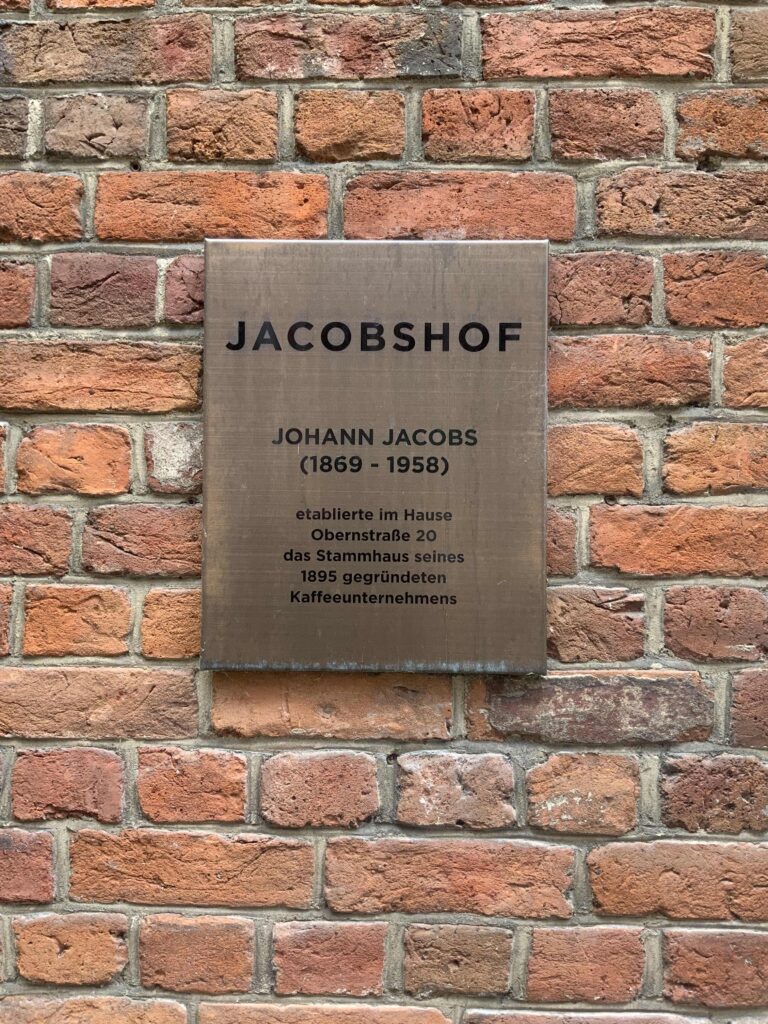 JACOBSHOF
JOHANN JACOBS
(1869 - 1958)
etablierte im Hause
Obernstraße 20
das Stammhaus seines
1895 gegründeten
Kaffeeunternehmens